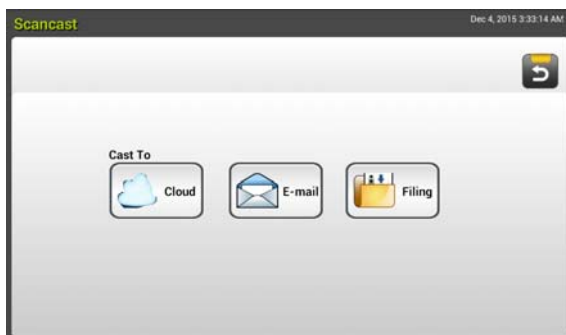 Scancast
Dec 4, 2015 3:33:14 AM
Cast To
Cloud
E-mail
Filing